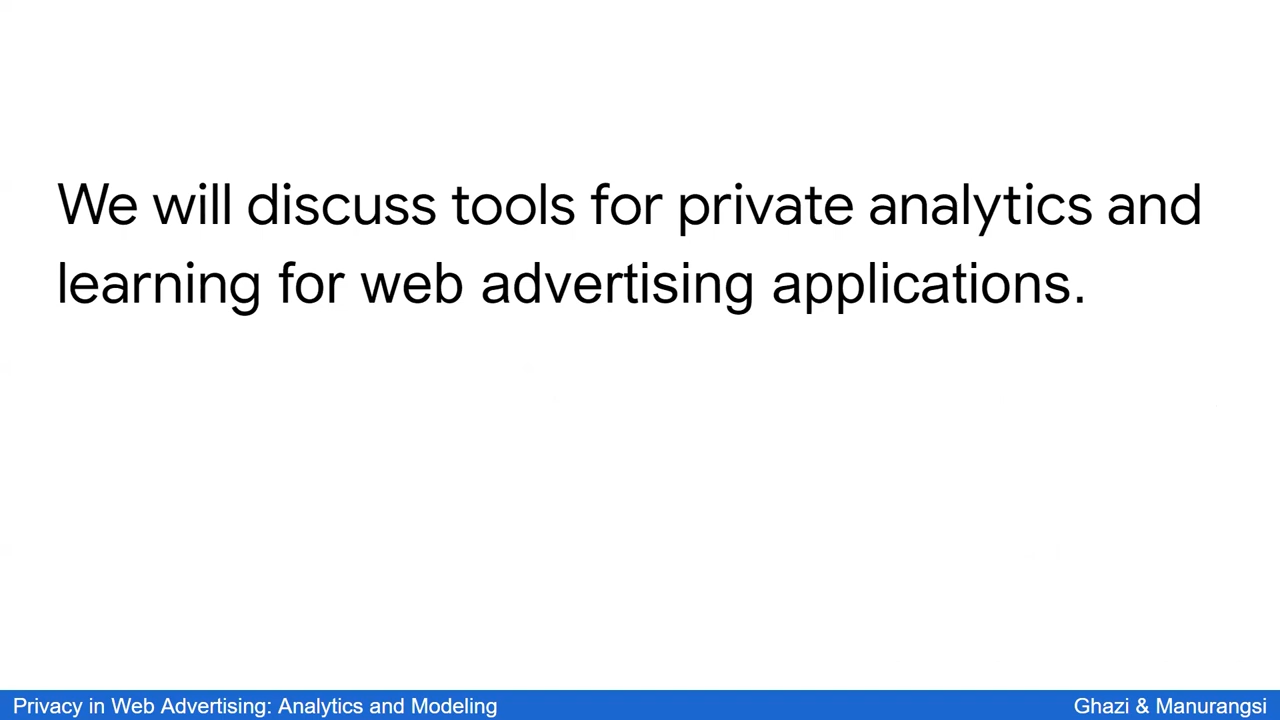 We will discuss tools for private analytics and
learning for web advertising applications.
Privacy in Web Advertising: Analytics and Modeling
Ghazi & Manurangsi